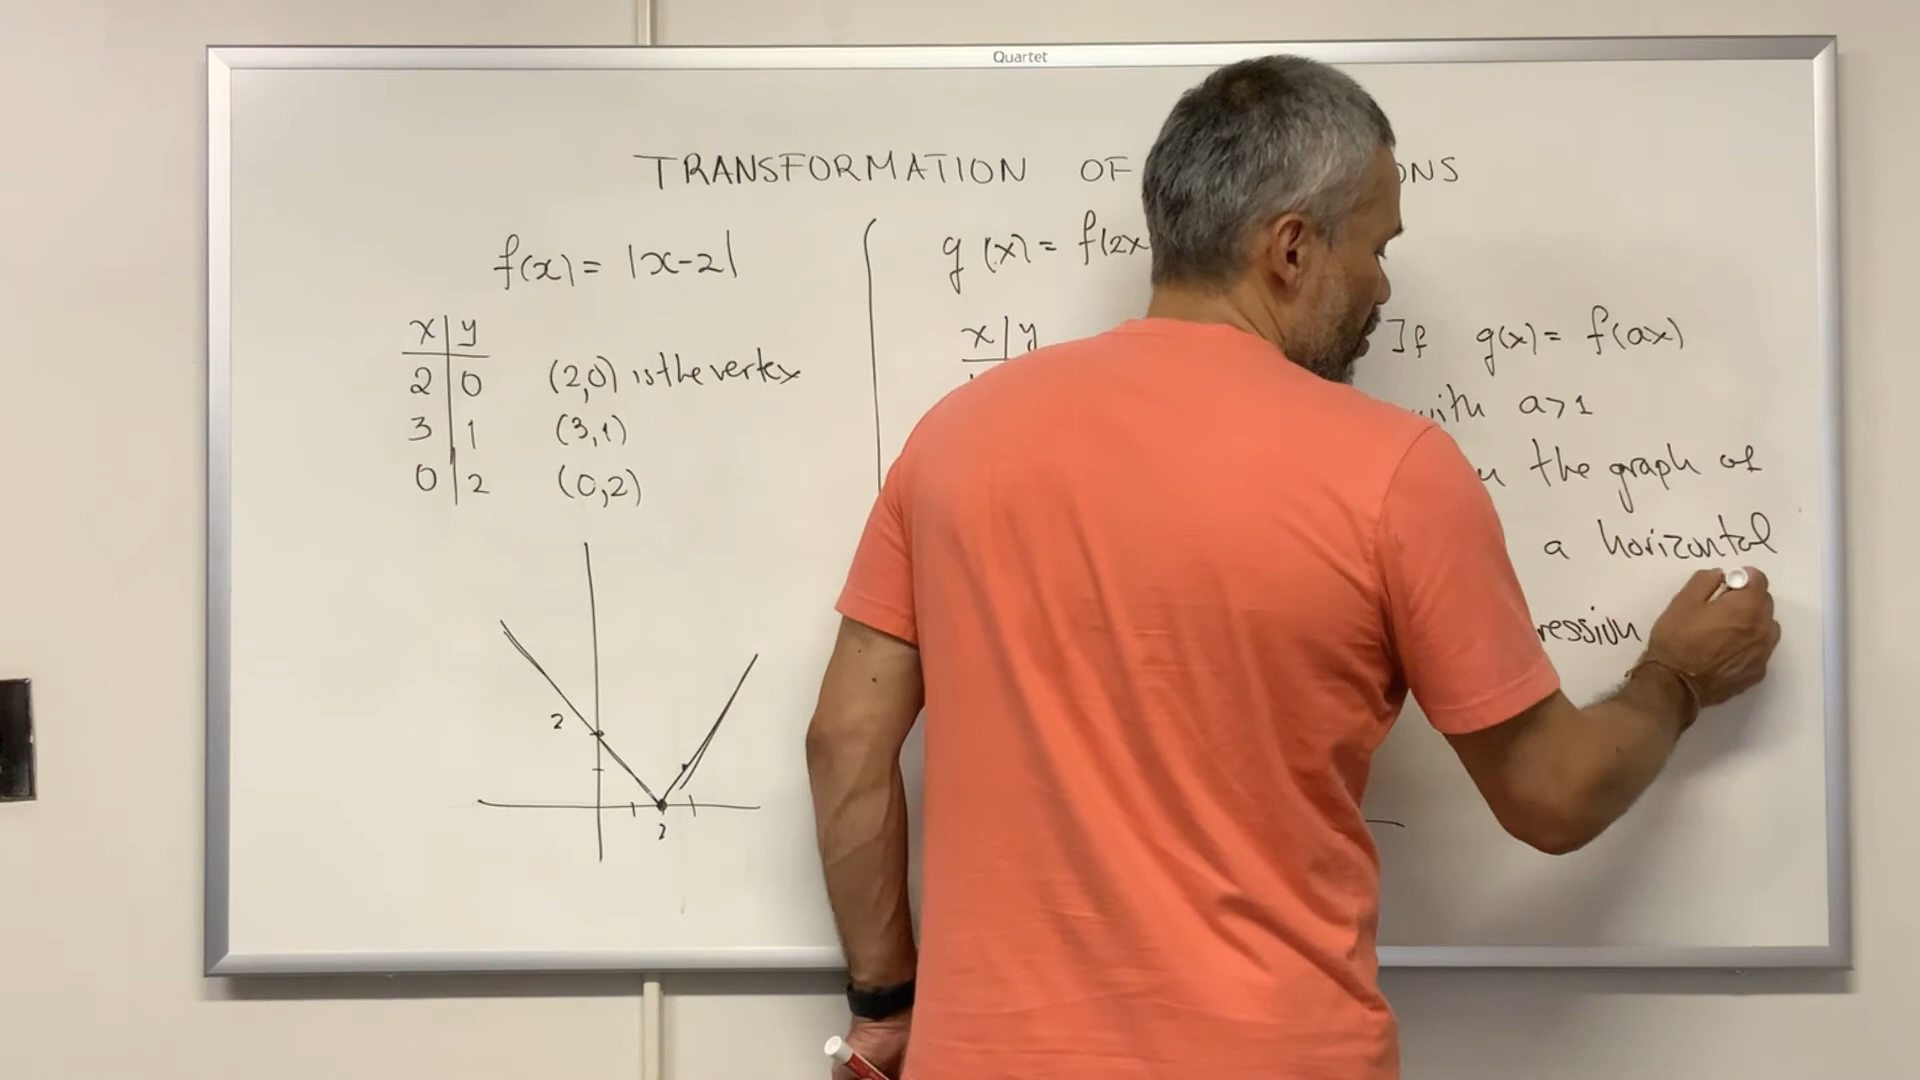 Quartet
TRANSFORMATION OF ONS
f(x) = |x-2|
x y
2 0 (2,0) is the vertex
3 1 (3,1)
0 2 (0,2)
2
2
g(x) = f(2x
x y
If g(x) = f(ax)
with a>1
the graph of
a horizontal
ression